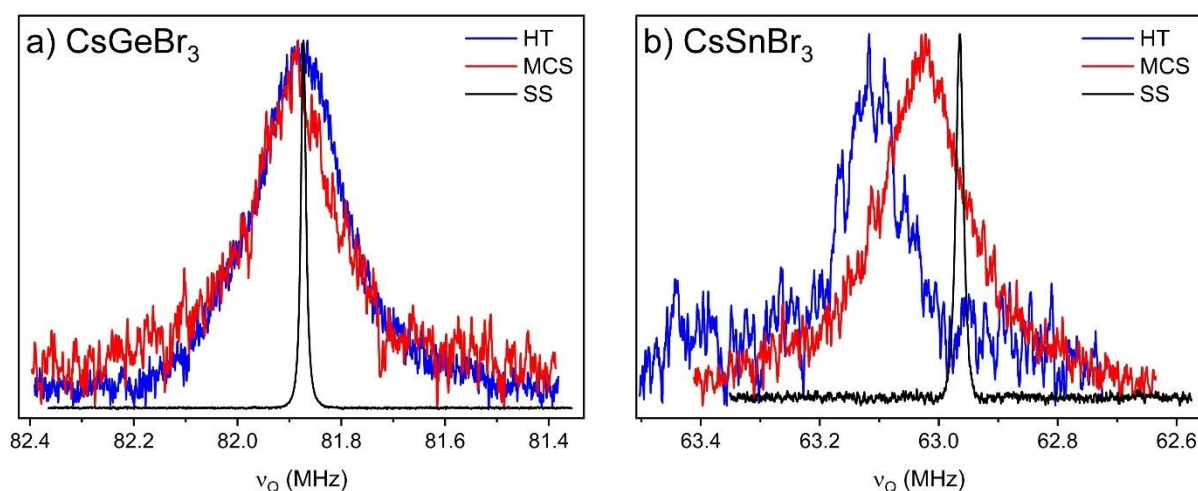 a) CsGeBr₃
HT
MCS
SS
82.4 82.2 82.0 81.8 81.6 81.4
νQ (MHz)
b) CsSnBr₃
HT
MCS
SS
63.4 63.2 63.0 62.8 62.6
νQ (MHz)